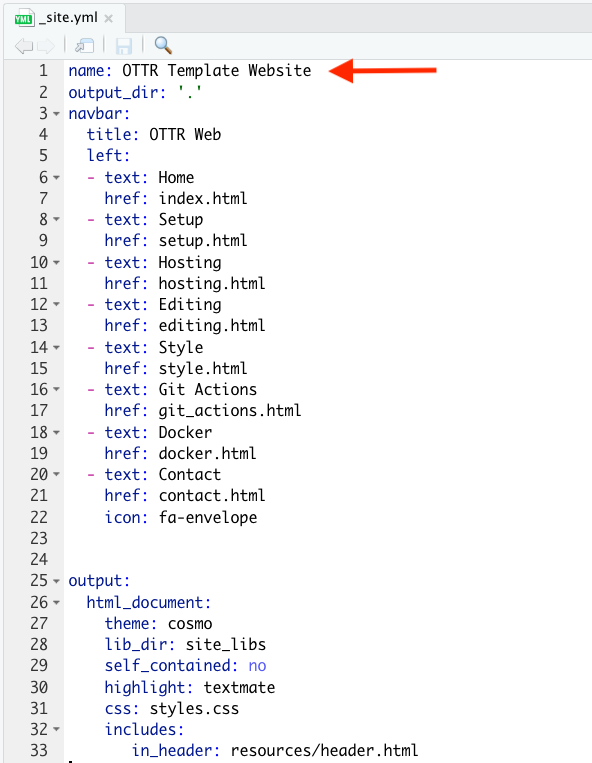 YML _site.yml ×
1 name: OTTR Template Website
2 output_dir: '.'
3 navbar:
4   title: OTTR Web
5   left:
6   - text: Home
7     href: index.html
8   - text: Setup
9     href: setup.html
10   - text: Hosting
11     href: hosting.html
12   - text: Editing
13     href: editing.html
14   - text: Style
15     href: style.html
16   - text: Git Actions
17     href: git_actions.html
18   - text: Docker
19     href: docker.html
20   - text: Contact
21     href: contact.html
22     icon: fa-envelope
23
24
25 output:
26   html_document:
27     theme: cosmo
28     lib_dir: site_libs
29     self_contained: no
30     highlight: textmate
31     css: styles.css
32     includes:
33        in_header: resources/header.html